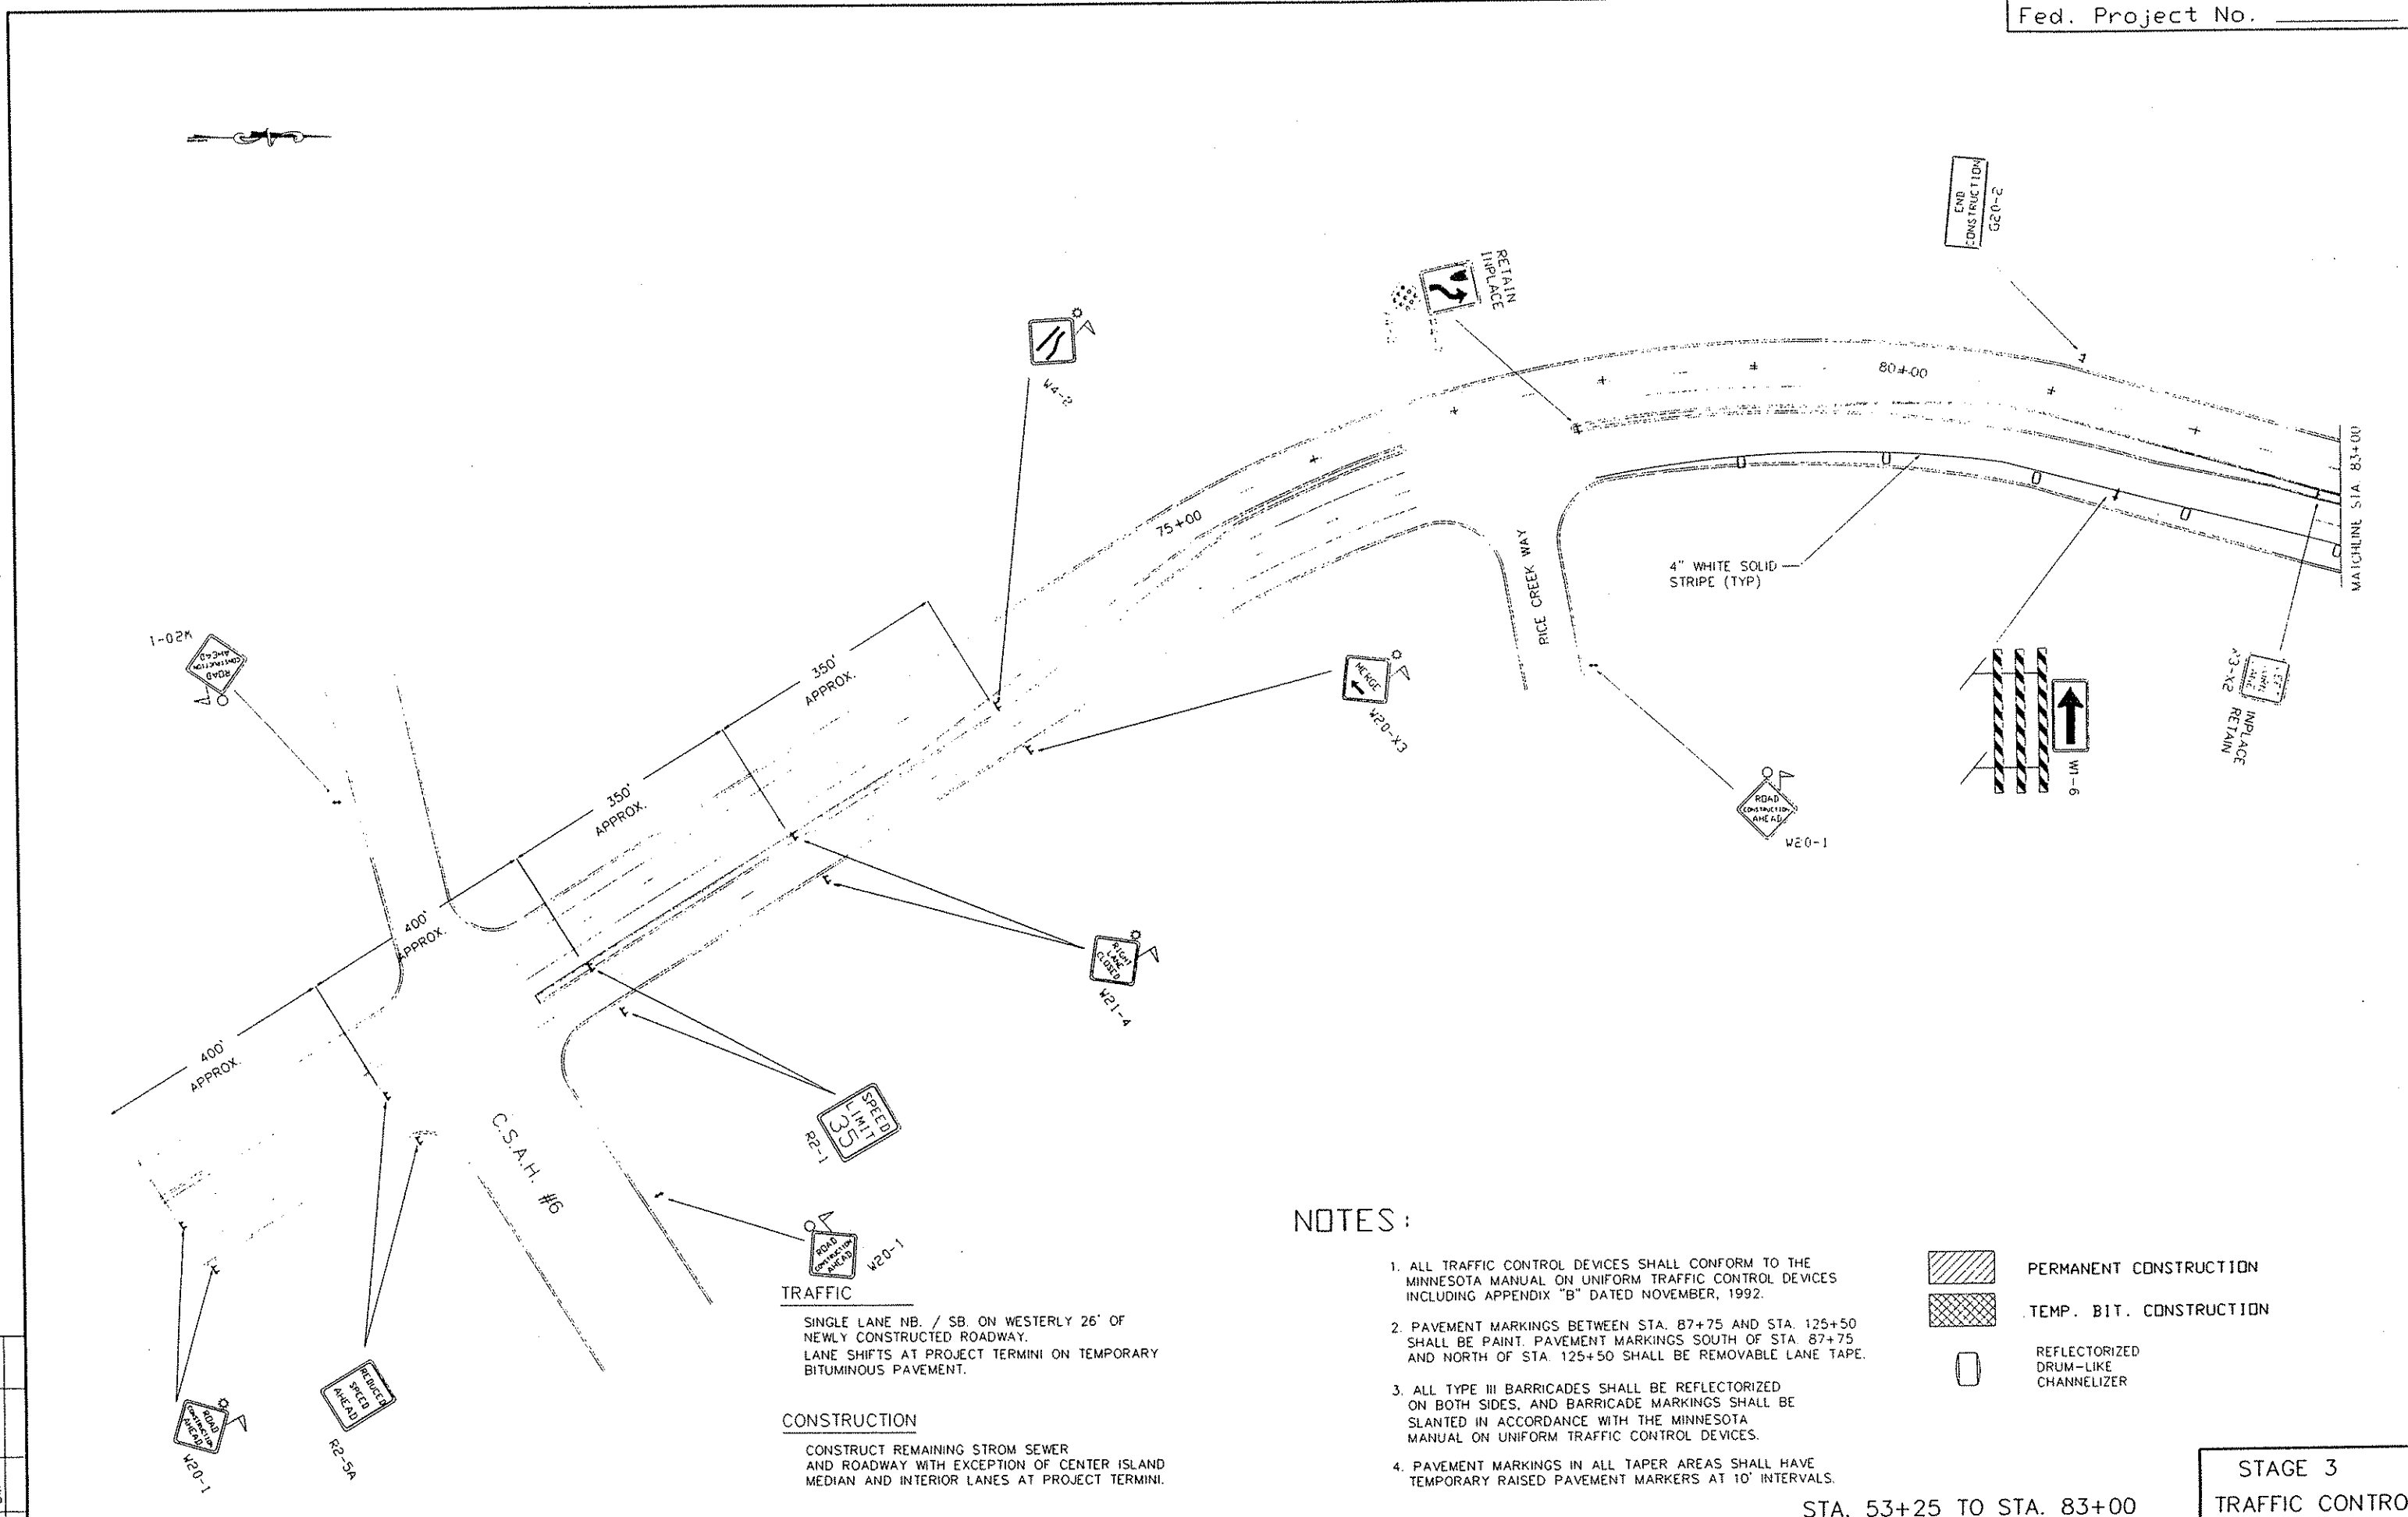 Fed. Project No.
END
CONSTRUCTION
G20-2
RETAIN
INPLACE
W4-2
80+00
75+00
MATCHLINE STA. 83+00
RICE CREEK WAY
4" WHITE SOLID
STRIPE (TYP)
W20-1
ROAD
CONSTRUCTION
AHEAD
350'
APPROX.
350'
APPROX.
400'
APPROX.
400'
APPROX.
MERGE
W20-X3
ROAD
CONSTRUCTION
AHEAD
W20-1
W1-6
INPLACE
RETAIN
RIGHT
LANE
CLOSED
W21-4
SPEED
LIMIT
35
R2-1
C.S.A.H. #6
ROAD
CONSTRUCTION
AHEAD
W20-1
REDUCED
SPEED
AHEAD
R2-5A
ROAD
CONSTRUCTION
AHEAD
W20-1
TRAFFIC
SINGLE LANE NB. / SB. ON WESTERLY 26' OF
NEWLY CONSTRUCTED ROADWAY.
LANE SHIFTS AT PROJECT TERMINI ON TEMPORARY
BITUMINOUS PAVEMENT.
CONSTRUCTION
CONSTRUCT REMAINING STROM SEWER
AND ROADWAY WITH EXCEPTION OF CENTER ISLAND
MEDIAN AND INTERIOR LANES AT PROJECT TERMINI.
NOTES:
1. ALL TRAFFIC CONTROL DEVICES SHALL CONFORM TO THE
MINNESOTA MANUAL ON UNIFORM TRAFFIC CONTROL DEVICES
INCLUDING APPENDIX "B" DATED NOVEMBER, 1992.
2. PAVEMENT MARKINGS BETWEEN STA. 87+75 AND STA. 125+50
SHALL BE PAINT. PAVEMENT MARKINGS SOUTH OF STA. 87+75
AND NORTH OF STA. 125+50 SHALL BE REMOVABLE LANE TAPE.
3. ALL TYPE III BARRICADES SHALL BE REFLECTORIZED
ON BOTH SIDES, AND BARRICADE MARKINGS SHALL BE
SLANTED IN ACCORDANCE WITH THE MINNESOTA
MANUAL ON UNIFORM TRAFFIC CONTROL DEVICES.
4. PAVEMENT MARKINGS IN ALL TAPER AREAS SHALL HAVE
TEMPORARY RAISED PAVEMENT MARKERS AT 10' INTERVALS.
PERMANENT CONSTRUCTION
TEMP. BIT. CONSTRUCTION
REFLECTORIZED
DRUM-LIKE
CHANNELIZER
STA. 53+25 TO STA. 83+00
STAGE 3
TRAFFIC CONTRO